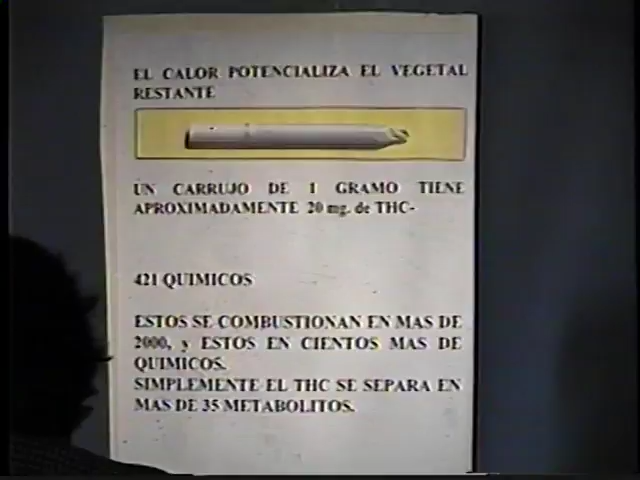 EL CALOR POTENCIALIZA EL VEGETAL
RESTANTE
UN CARRUJO DE 1 GRAMO TIENE
APROXIMADAMENTE 20 mg. de THC-
421 QUIMICOS
ESTOS SE COMBUSTIONAN EN MAS DE
2000, y ESTOS EN CIENTOS MAS DE
QUIMICOS.
SIMPLEMENTE EL THC SE SEPARA EN
MAS DE 35 METABOLITOS.